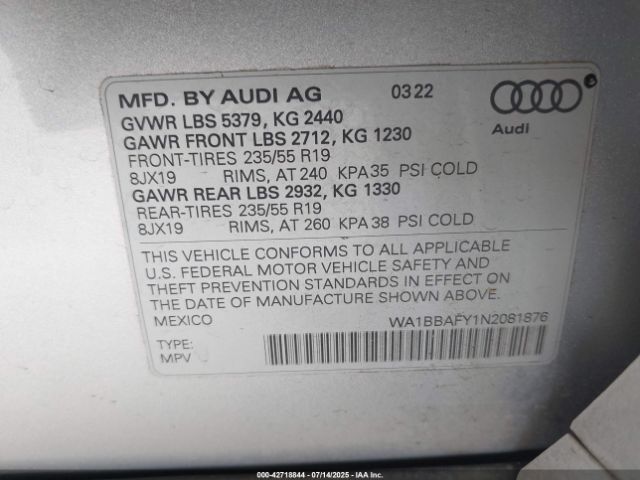 MFD. BY AUDI AG 03 22
GVWR LBS 5379, KG 2440
GAWR FRONT LBS 2712, KG 1230
FRONT-TIRES 235/55 R19
8JX19 RIMS, AT 240 KPA 35 PSI COLD
GAWR REAR LBS 2932, KG 1330
REAR-TIRES 235/55 R19
8JX19 RIMS, AT 260 KPA 38 PSI COLD
Audi
THIS VEHICLE CONFORMS TO ALL APPLICABLE
U.S. FEDERAL MOTOR VEHICLE SAFETY AND
THEFT PREVENTION STANDARDS IN EFFECT ON
THE DATE OF MANUFACTURE SHOWN ABOVE.
MEXICO WA1BBAFY1N2081876
TYPE:
MPV
© 2000-42718844 - 07/14/2025 - IAA Inc.